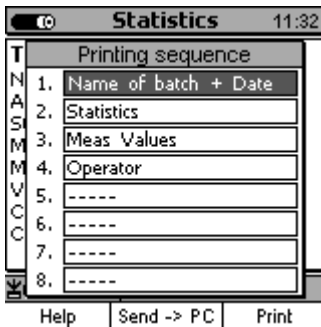 Statistics 11:32
Printing sequence
1. Name of batch + Date
2. Statistics
3. Meas Values
4. Operator
5. -----
6. -----
7. -----
8. -----
Help Send -> PC Print